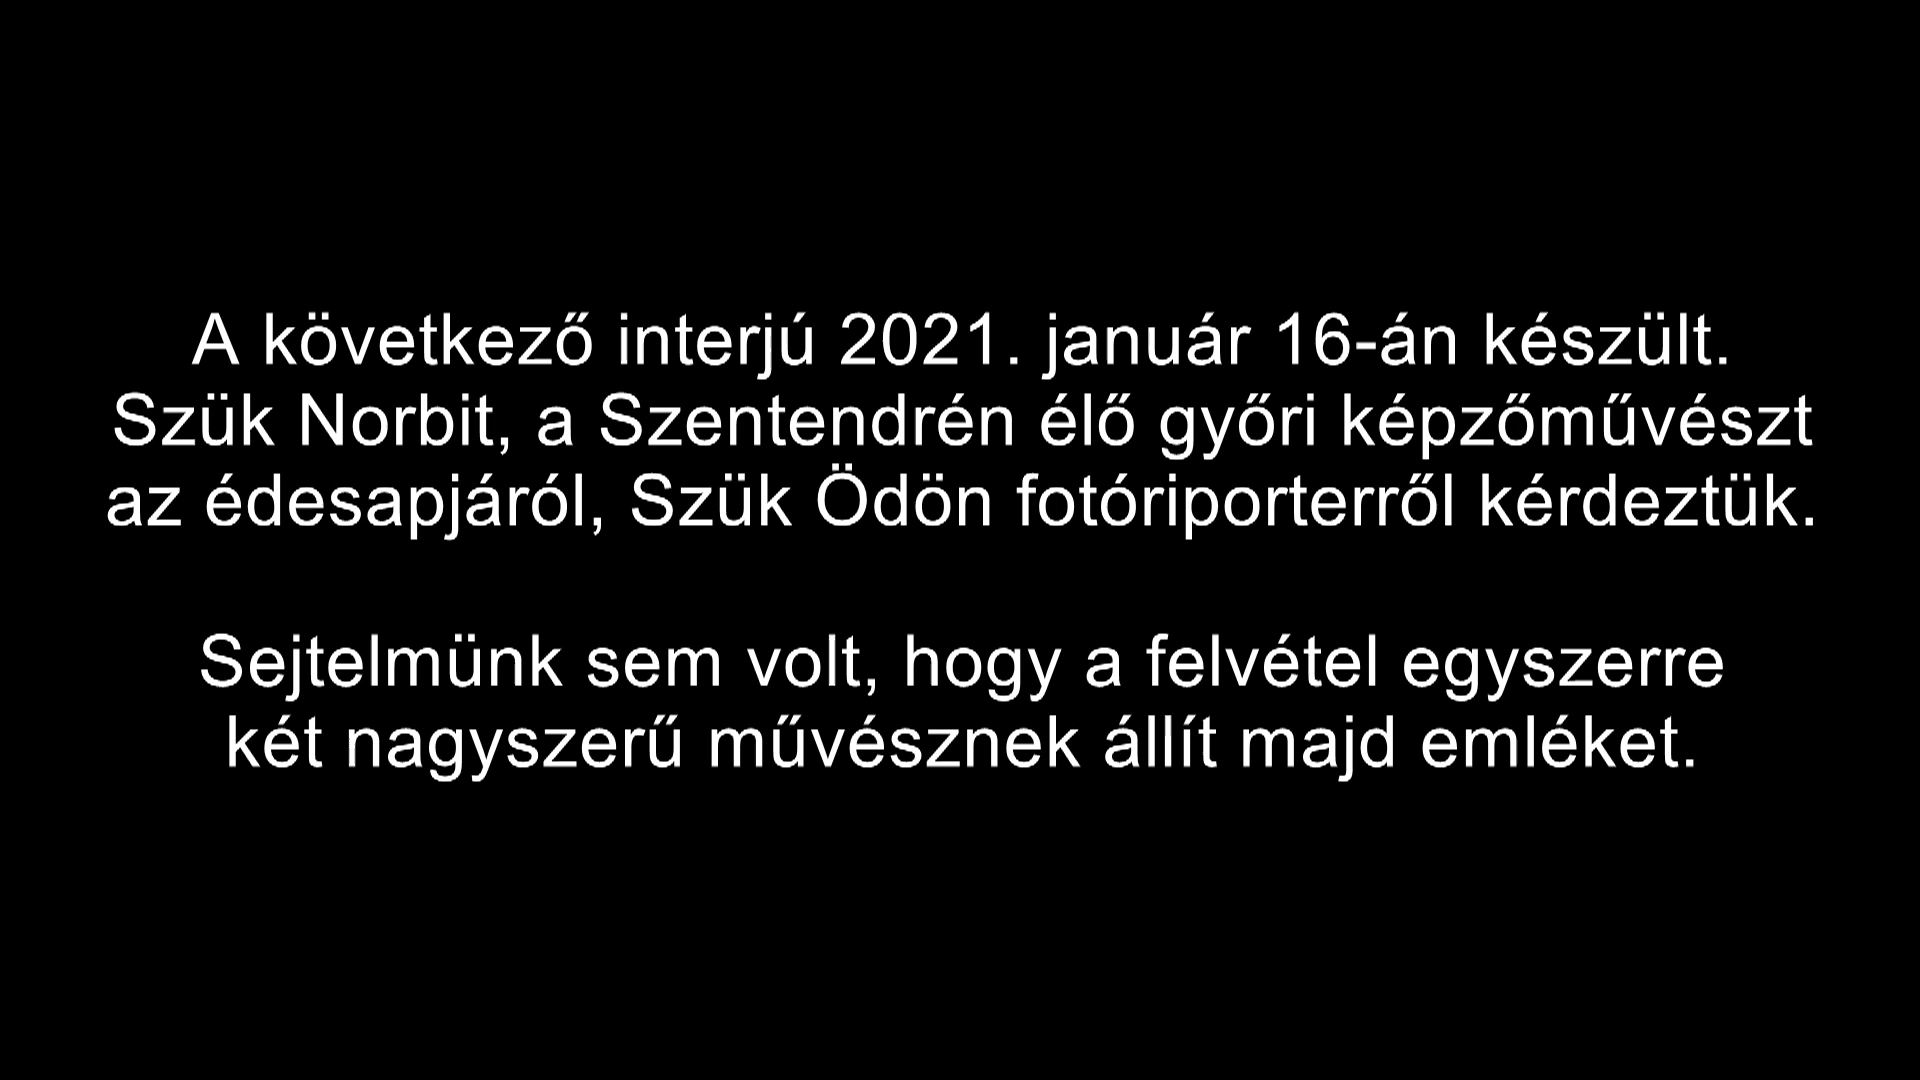 A következő interjú 2021. január 16-án készült.
Szük Norbit, a Szentendrén élő győri képzőművészt
az édesapjáról, Szük Ödön fotóriporterről kérdeztük.
Sejtelmünk sem volt, hogy a felvétel egyszerre
két nagyszerű művésznek állít majd emléket.